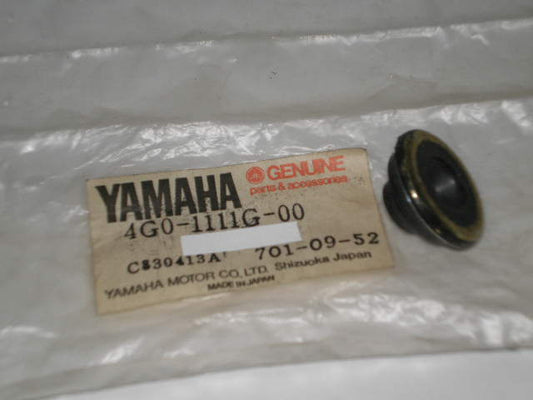 YAMAHA GENUINE
parts & accessories
4G0-1111G-00
C830413A 701-09-52
YAMAHA MOTOR CO., LTD. Shizuoka Japan
MADE IN JAPAN